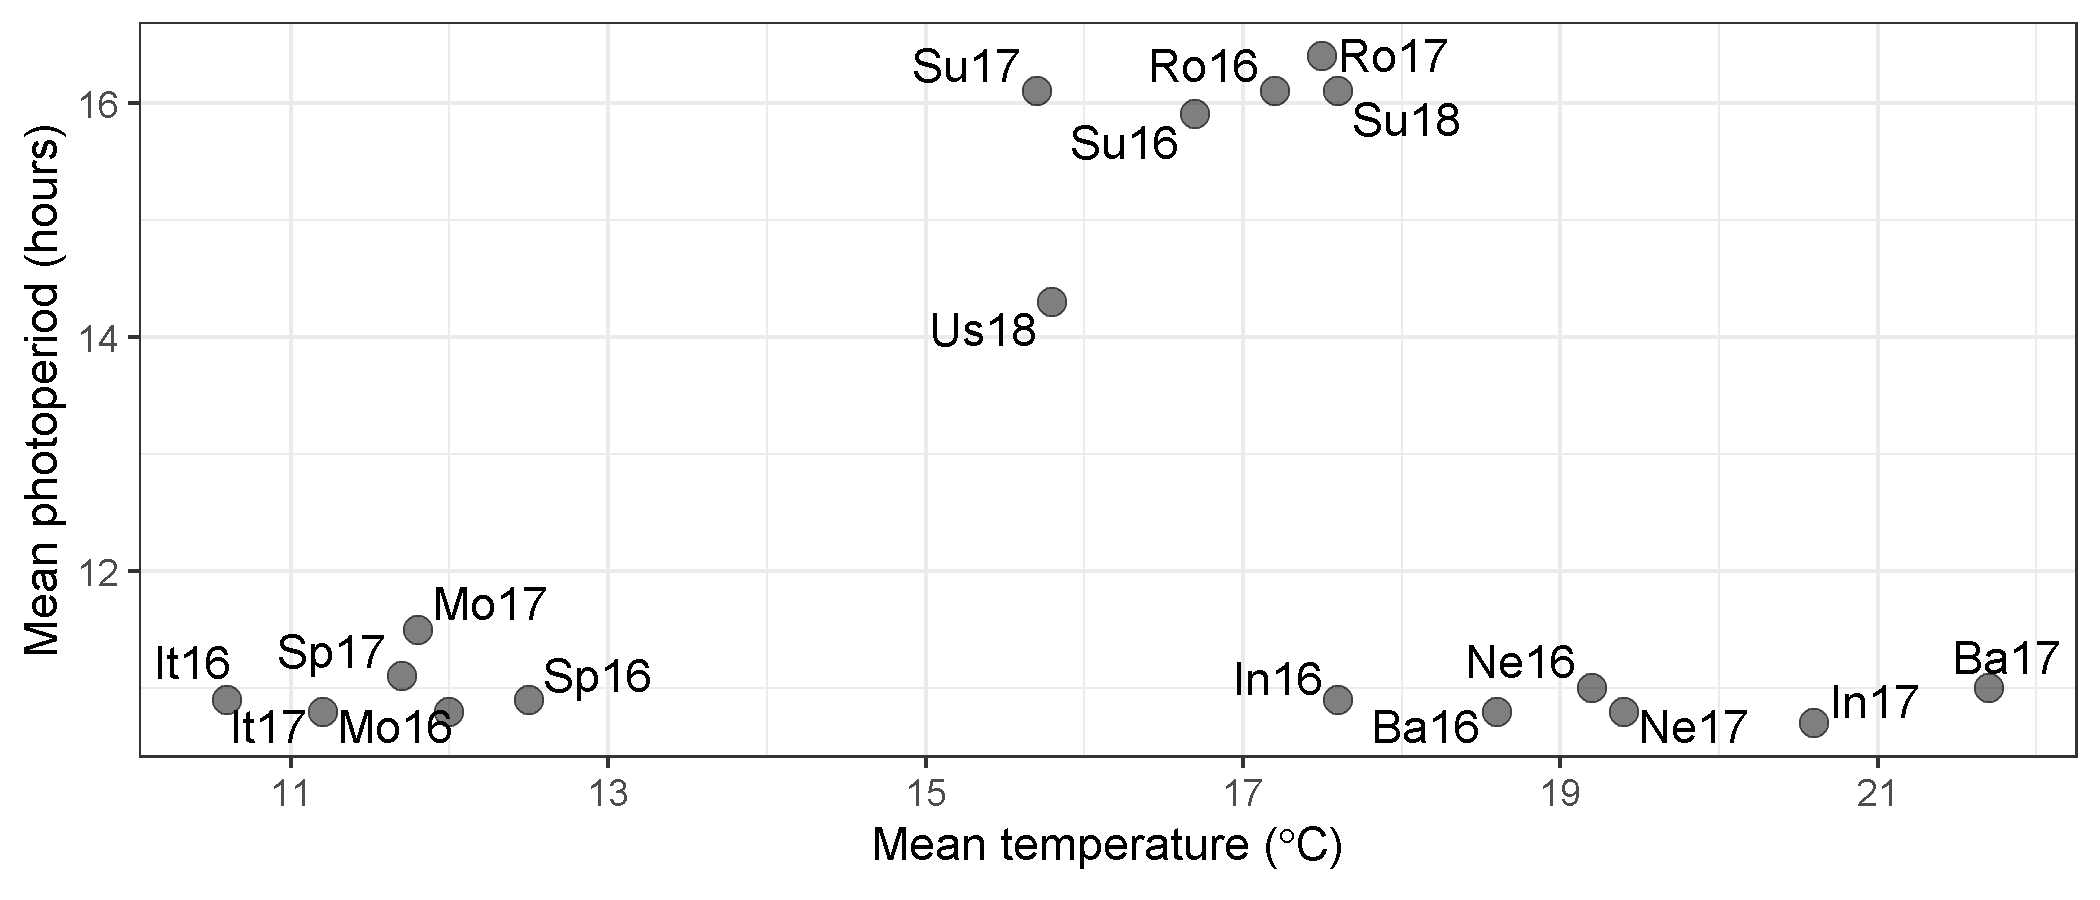 Su17
Ro16
Ro17
Su16
Su18
Us18
Mo17
Sp17
It16
Sp16
It17
Mo16
In16
Ne16
Ba17
Ba16
Ne17
In17
16
14
12
Mean photoperiod (hours)
11
13
15
17
19
21
Mean temperature (°C)